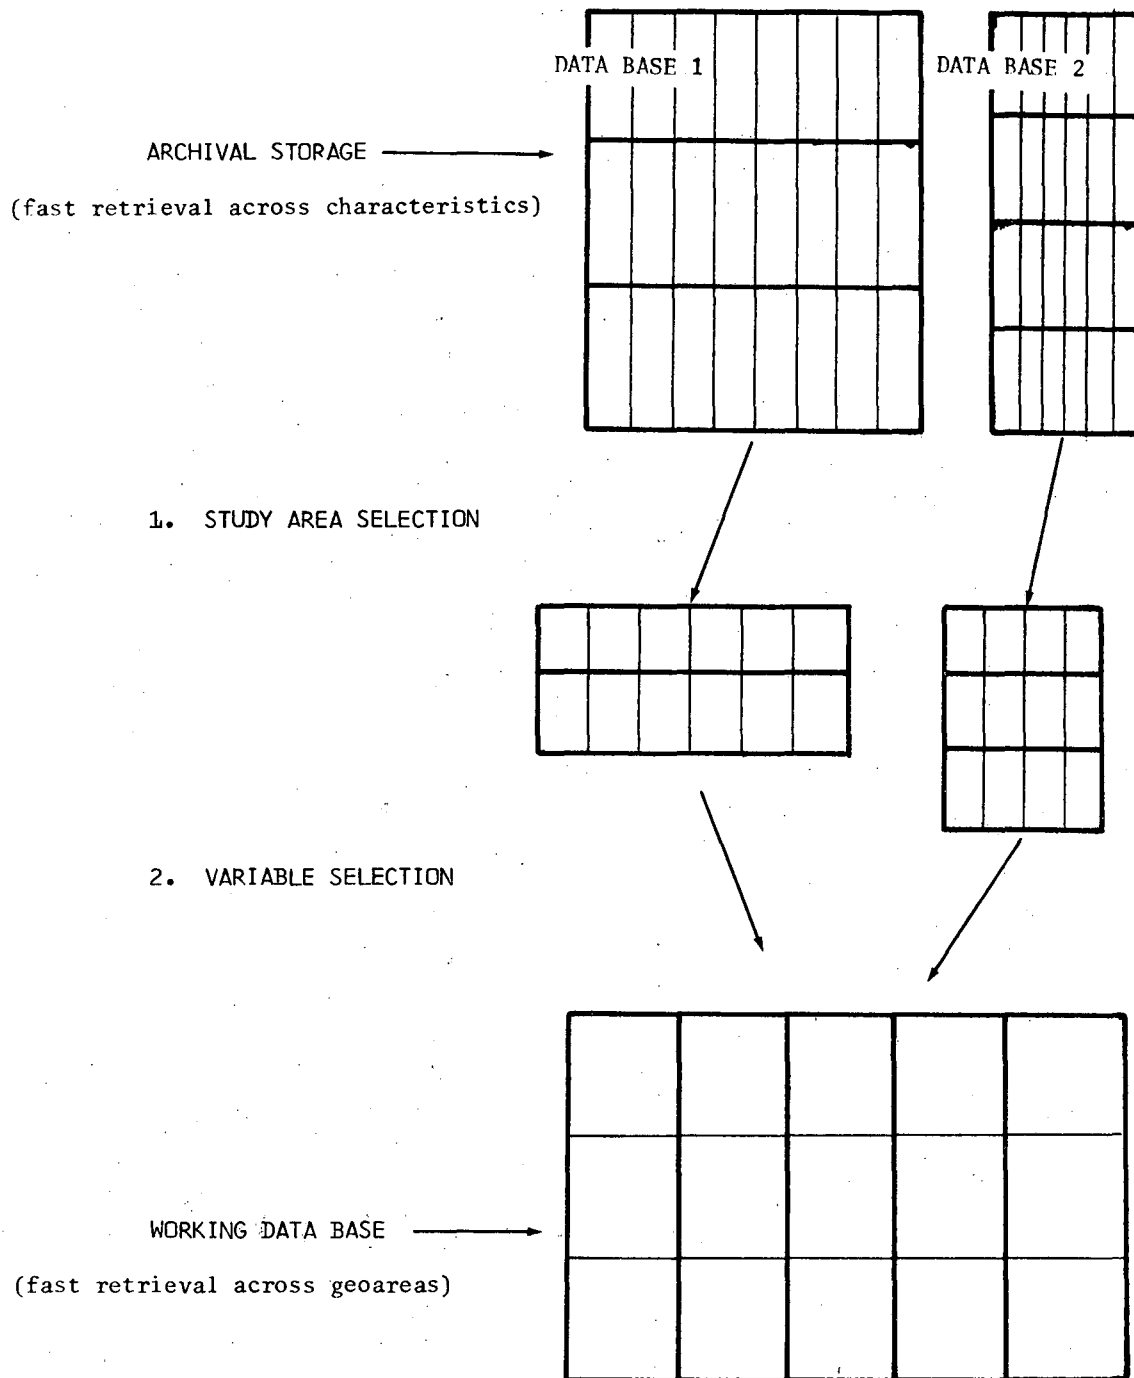 DATA BASE 1
DATA BASE 2
ARCHIVAL STORAGE
(fast retrieval across characteristics)
1. STUDY AREA SELECTION
2. VARIABLE SELECTION
WORKING DATA BASE
(fast retrieval across geoareas)